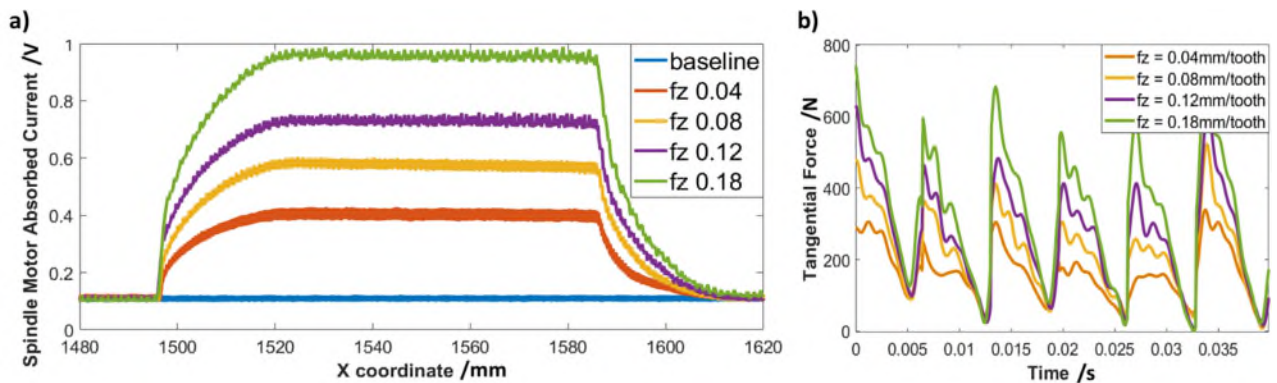 a)
Spindle Motor Absorbed Current /V
1
0.8
0.6
0.4
0.2
0
1480 1500 1520 1540 1560 1580 1600 1620
X coordinate /mm
baseline
fz 0.04
fz 0.08
fz 0.12
fz 0.18
b)
Tangential Force /N
800
600
400
200
0
0 0.005 0.01 0.015 0.02 0.025 0.03 0.035
Time /s
fz = 0.04mm/tooth
fz = 0.08mm/tooth
fz = 0.12mm/tooth
fz = 0.18mm/tooth